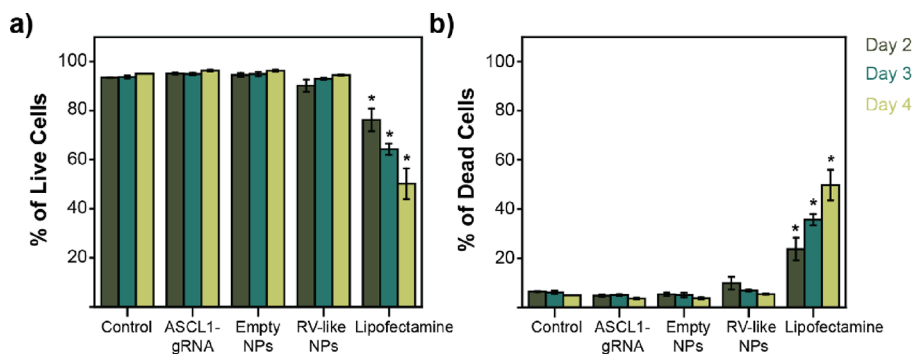 a)
% of Live Cells
100
80
60
40
20
* * *
Control
ASCL1-
gRNA
Empty
NPs
RV-like
NPs
Lipofectamine
b)
% of Dead Cells
100
80
60
40
20
* * *
Control
ASCL1-
gRNA
Empty
NPs
RV-like
NPs
Lipofectamine
Day 2
Day 3
Day 4